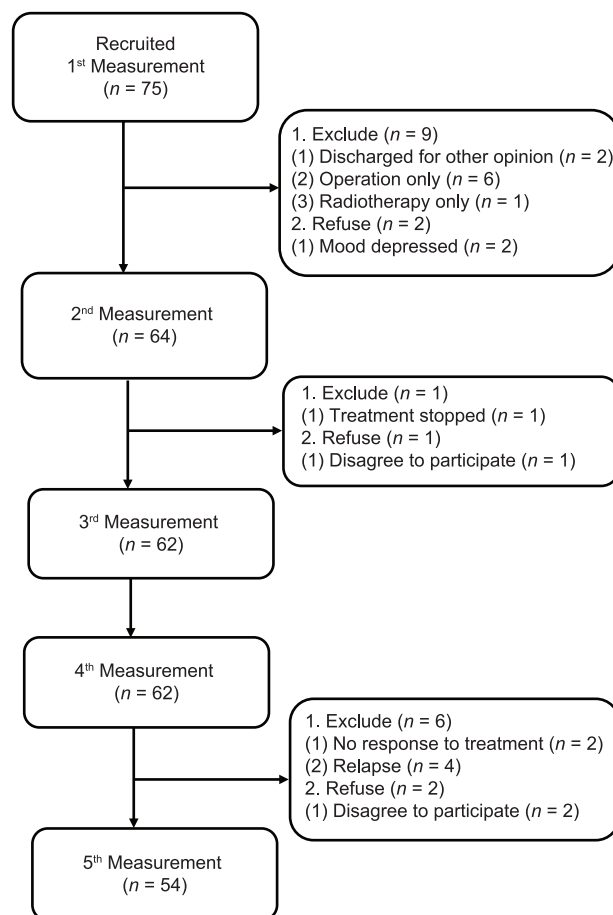 Recruited
1st Measurement
(n = 75)
1. Exclude (n = 9)
(1) Discharged for other opinion (n = 2)
(2) Operation only (n = 6)
(3) Radiotherapy only (n = 1)
2. Refuse (n = 2)
(1) Mood depressed (n = 2)
2nd Measurement
(n = 64)
1. Exclude (n = 1)
(1) Treatment stopped (n = 1)
2. Refuse (n = 1)
(1) Disagree to participate (n = 1)
3rd Measurement
(n = 62)
4th Measurement
(n = 62)
1. Exclude (n = 6)
(1) No response to treatment (n = 2)
(2) Relapse (n = 4)
2. Refuse (n = 2)
(1) Disagree to participate (n = 2)
5th Measurement
(n = 54)